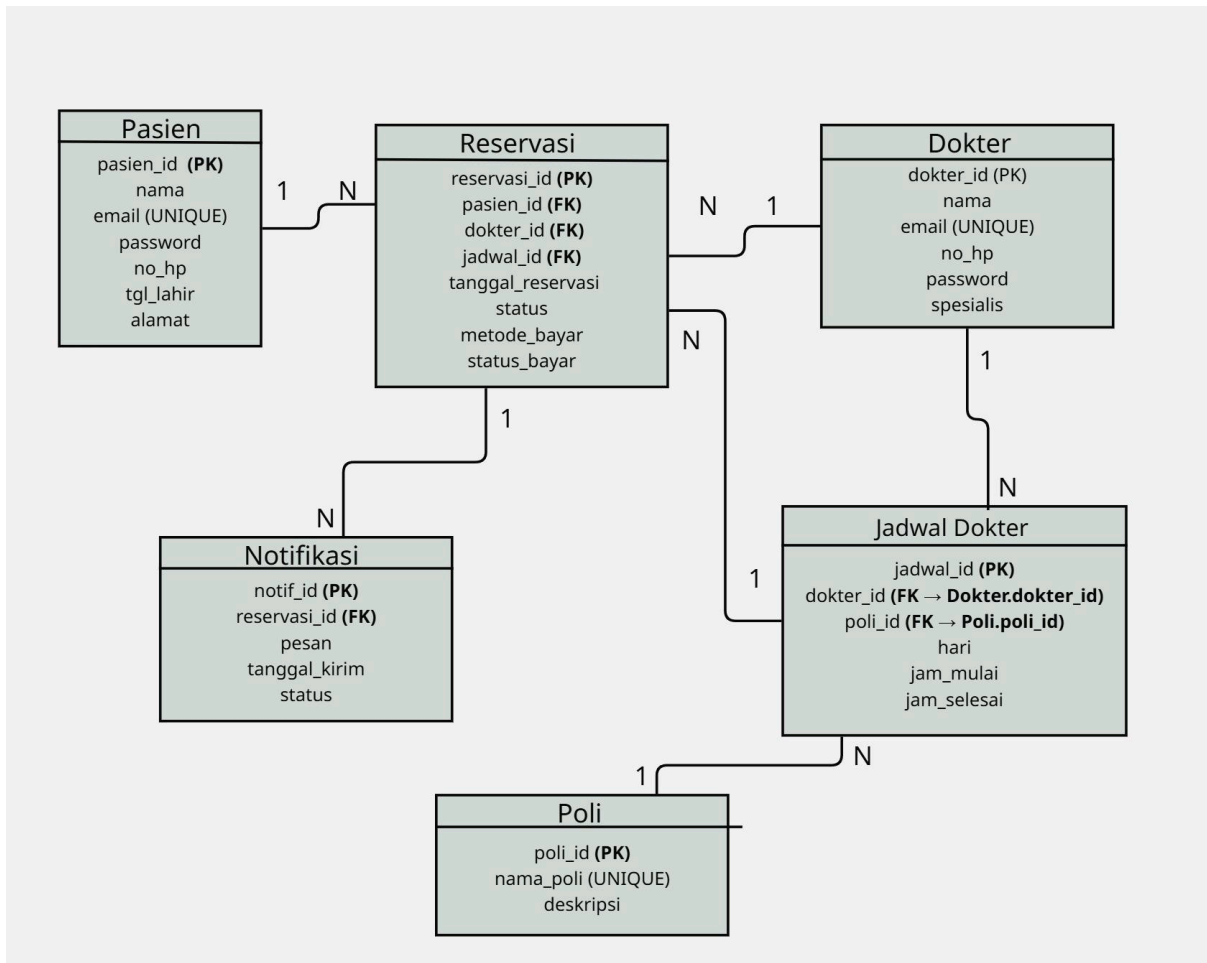 Pasien
pasien_id (PK)
nama
email (UNIQUE)
password
no_hp
tgl_lahir
alamat
1
N
Reservasi
reservasi_id (PK)
pasien_id (FK)
dokter_id (FK)
jadwal_id (FK)
tanggal_reservasi
status
metode_bayar
status_bayar
N
1
Dokter
dokter_id (PK)
nama
email (UNIQUE)
no_hp
password
spesialis
N
1
1
N
1
N
Notifikasi
notif_id (PK)
reservasi_id (FK)
pesan
tanggal_kirim
status
1
Jadwal Dokter
jadwal_id (PK)
dokter_id (FK → Dokter.dokter_id)
poli_id (FK → Poli.poli_id)
hari
jam_mulai
jam_selesai
N
1
Poli
poli_id (PK)
nama_poli (UNIQUE)
deskripsi